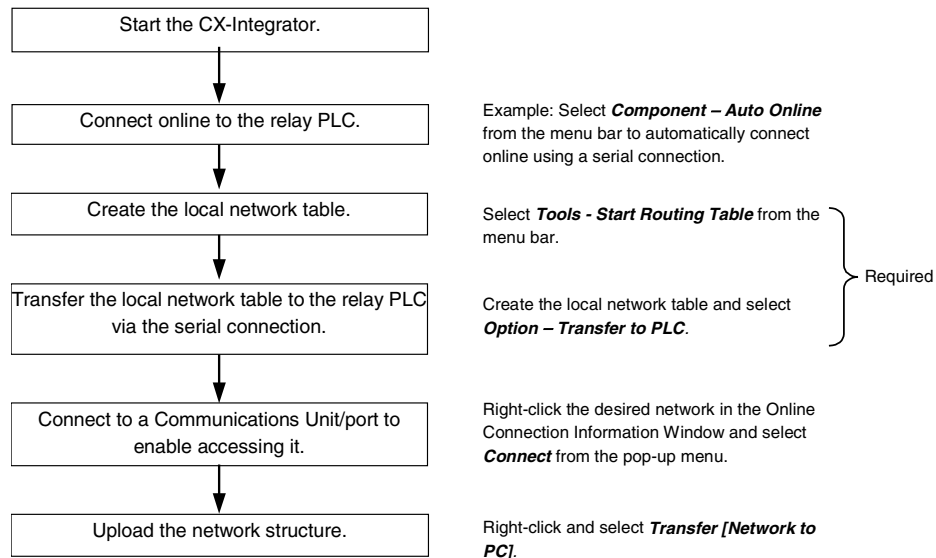 Start the CX-Integrator.
Connect online to the relay PLC.
Example: Select Component – Auto Online
from the menu bar to automatically connect
online using a serial connection.
Create the local network table.
Select Tools - Start Routing Table from the
menu bar.
Required
Transfer the local network table to the relay PLC
via the serial connection.
Create the local network table and select
Option – Transfer to PLC.
Connect to a Communications Unit/port to
enable accessing it.
Right-click the desired network in the Online
Connection Information Window and select
Connect from the pop-up menu.
Upload the network structure.
Right-click and select Transfer [Network to
PC].